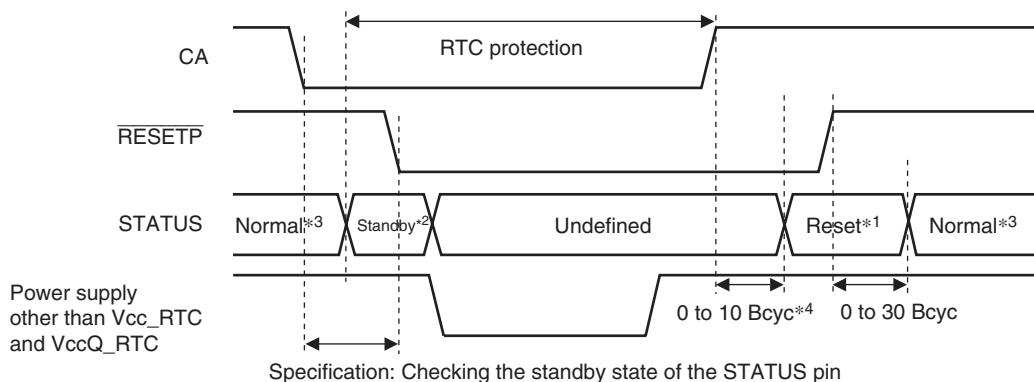 CA
RTC protection
RESETP
STATUS
Normal*3
Standby*2
Undefined
Reset*1
Normal*3
Power supply
other than Vcc_RTC
and VccQ_RTC
0 to 10 Bcyc*4
0 to 30 Bcyc
Specification: Checking the standby state of the STATUS pin